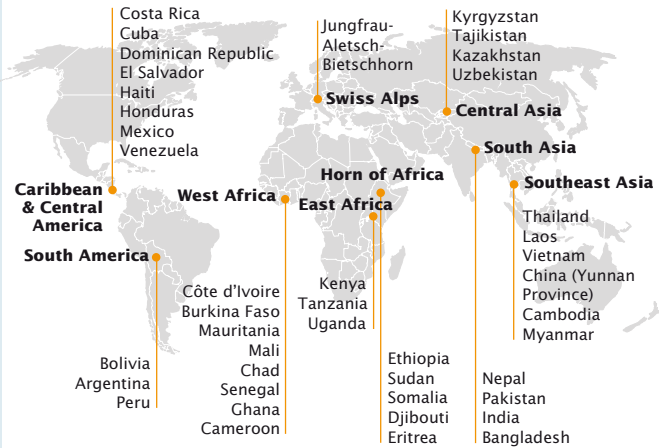 Costa Rica
Cuba
Dominican Republic
El Salvador
Haiti
Honduras
Mexico
Venezuela
Caribbean
& Central
America
South America
Bolivia
Argentina
Peru
West Africa
Côte d’Ivoire
Burkina Faso
Mauritania
Mali
Chad
Senegal
Ghana
Cameroon
Jungfrau-
Aletsch-
Bietschhorn
Swiss Alps
Horn of Africa
East Africa
Kenya
Tanzania
Uganda
Ethiopia
Sudan
Somalia
Djibouti
Eritrea
Kyrgyzstan
Tajikistan
Kazakhstan
Uzbekistan
Central Asia
South Asia
Nepal
Pakistan
India
Bangladesh
Southeast Asia
Thailand
Laos
Vietnam
China (Yunnan
Province)
Cambodia
Myanmar